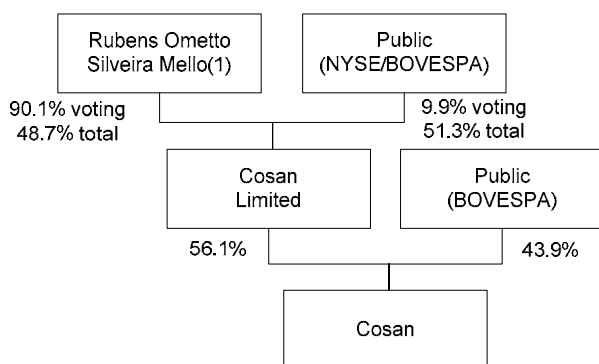 Rubens Ometto
Silveira Mello(1)
Public
(NYSE/BOVESPA)
90.1% voting
48.7% total
9.9% voting
51.3% total
Cosan
Limited
Public
(BOVESPA)
56.1%
43.9%
Cosan